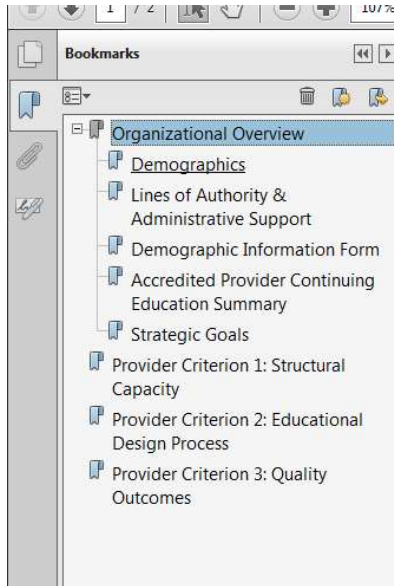 1 / 2 107%
Bookmarks
Organizational Overview
Demographics
Lines of Authority &
Administrative Support
Demographic Information Form
Accredited Provider Continuing
Education Summary
Strategic Goals
Provider Criterion 1: Structural
Capacity
Provider Criterion 2: Educational
Design Process
Provider Criterion 3: Quality
Outcomes